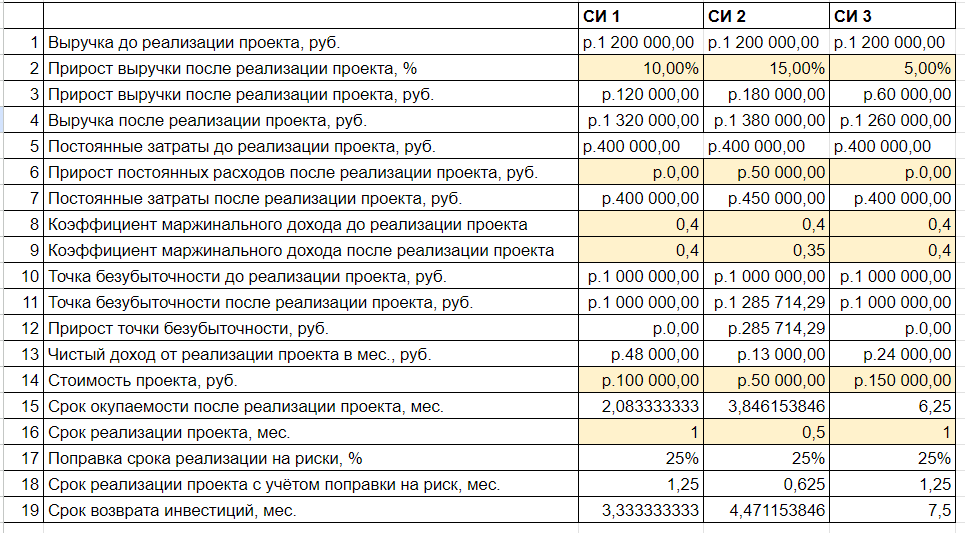 СИ 1 СИ 2 СИ 3
1 Выручка до реализации проекта, руб. р.1 200 000,00 р.1 200 000,00 р.1 200 000,00
2 Прирост выручки после реализации проекта, % 10,00% 15,00% 5,00%
3 Прирост выручки после реализации проекта, руб. р.120 000,00 р.180 000,00 р.60 000,00
4 Выручка после реализации проекта, руб. р.1 320 000,00 р.1 380 000,00 р.1 260 000,00
5 Постоянные затраты до реализации проекта, руб. р.400 000,00 р.400 000,00 р.400 000,00
6 Прирост постоянных расходов после реализации проекта, руб. р.0,00 р.50 000,00 р.0,00
7 Постоянные затраты после реализации проекта, руб. р.400 000,00 р.450 000,00 р.400 000,00
8 Коэффициент маржинального дохода до реализации проекта 0,4 0,4 0,4
9 Коэффициент маржинального дохода после реализации проекта 0,4 0,35 0,4
10 Точка безубыточности до реализации проекта, руб. р.1 000 000,00 р.1 000 000,00 р.1 000 000,00
11 Точка безубыточности после реализации проекта, руб. р.1 000 000,00 р.1 285 714,29 р.1 000 000,00
12 Прирост точки безубыточности, руб. р.0,00 р.285 714,29 р.0,00
13 Чистый доход от реализации проекта в мес., руб. р.48 000,00 р.13 000,00 р.24 000,00
14 Стоимость проекта, руб. р.100 000,00 р.50 000,00 р.150 000,00
15 Срок окупаемости после реализации проекта, мес. 2,083333333 3,846153846 6,25
16 Срок реализации проекта, мес. 1 0,5 1
17 Поправка срока реализации на риски, % 25% 25% 25%
18 Срок реализации проекта с учётом поправки на риск, мес. 1,25 0,625 1,25
19 Срок возврата инвестиций, мес. 3,333333333 4,471153846 7,5